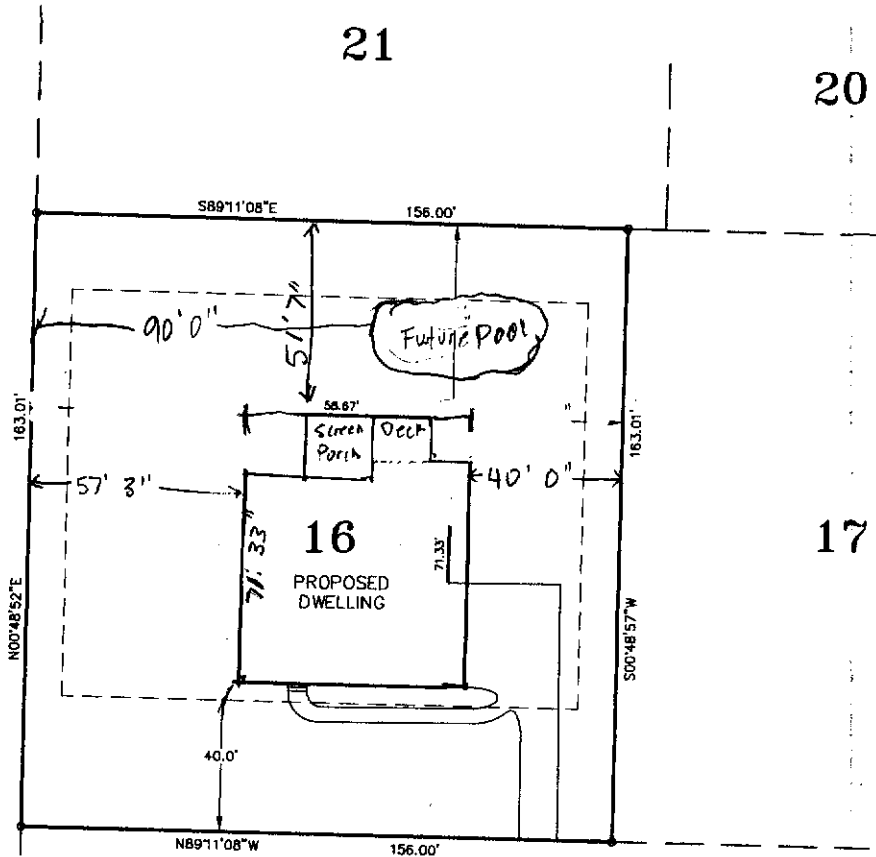 21
20
S89°11'08"E
156.00'
51'7"
90'0"
Future Pool
163.01'
58.67'
163.01'
Screen
Porch
Deck
57' 3"
40' 0"
16
17
71.33'
71.33"
PROPOSED
DWELLING
N00°48'52"E
S00°48'57"W
40.0'
N89°11'08"W
156.00'